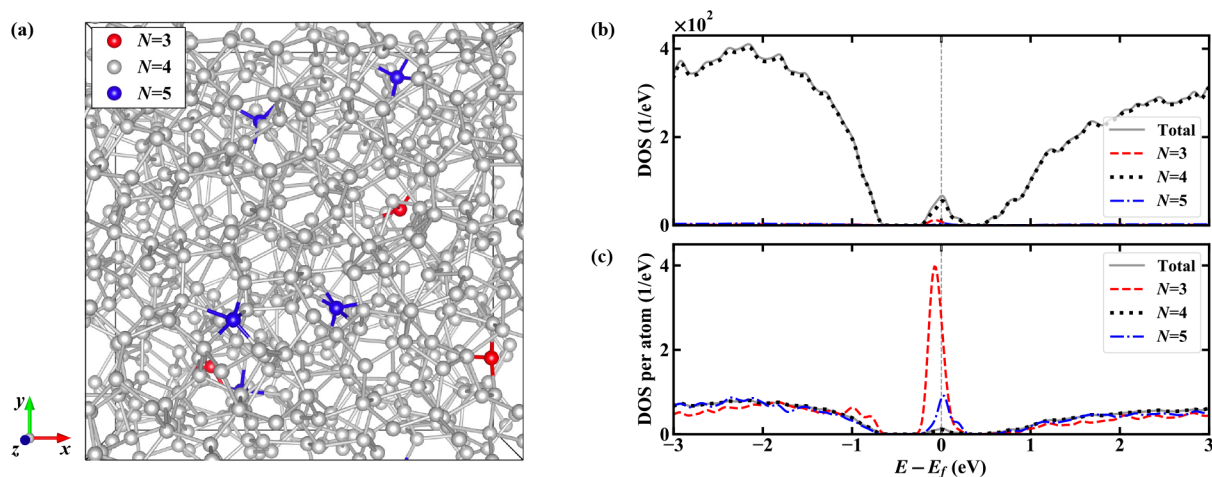 (a)
N=3
N=4
N=5
y
z
x
(b)
×10²
4
2
0
DOS (1/eV)
Total
N=3
N=4
N=5
(c)
4
2
0
DOS per atom (1/eV)
Total
N=3
N=4
N=5
−3 −2 −1 0 1 2 3
E − E_f (eV)